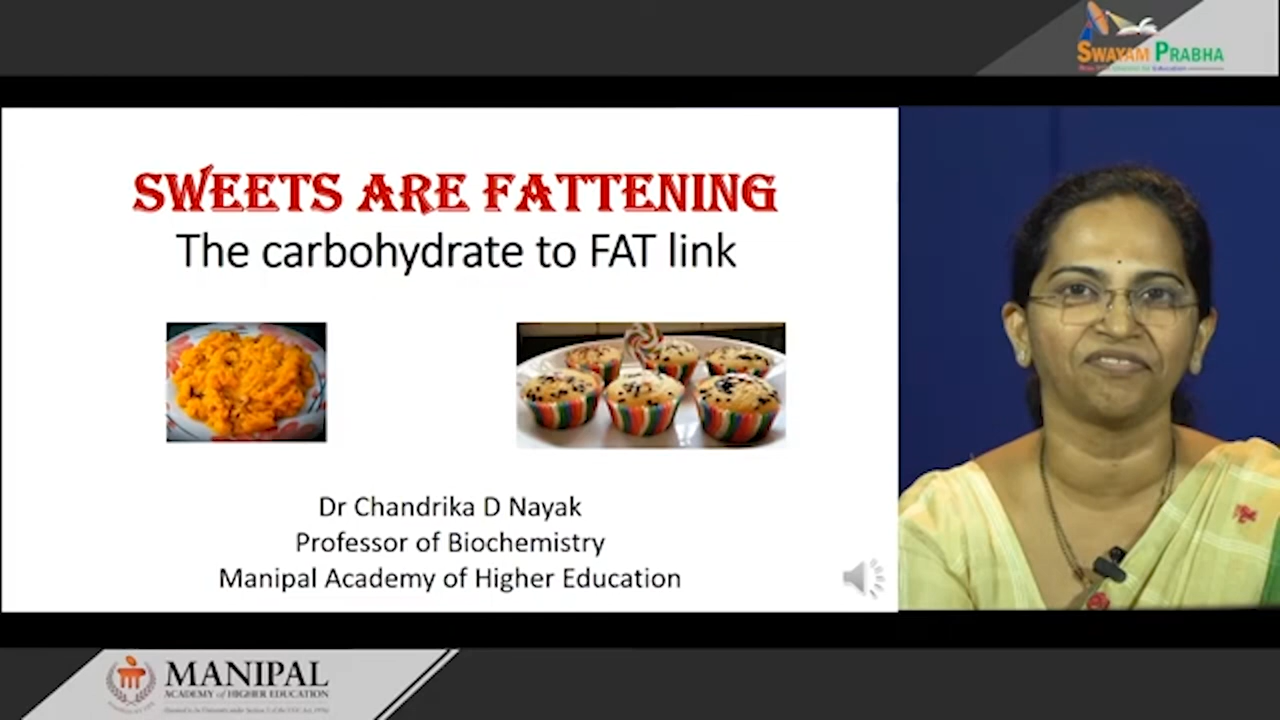 SWAYAM PRABHA
SWEETS ARE FATTENING
The carbohydrate to FAT link
Dr Chandrika D Nayak
Professor of Biochemistry
Manipal Academy of Higher Education
MANIPAL
ACADEMY of HIGHER EDUCATION